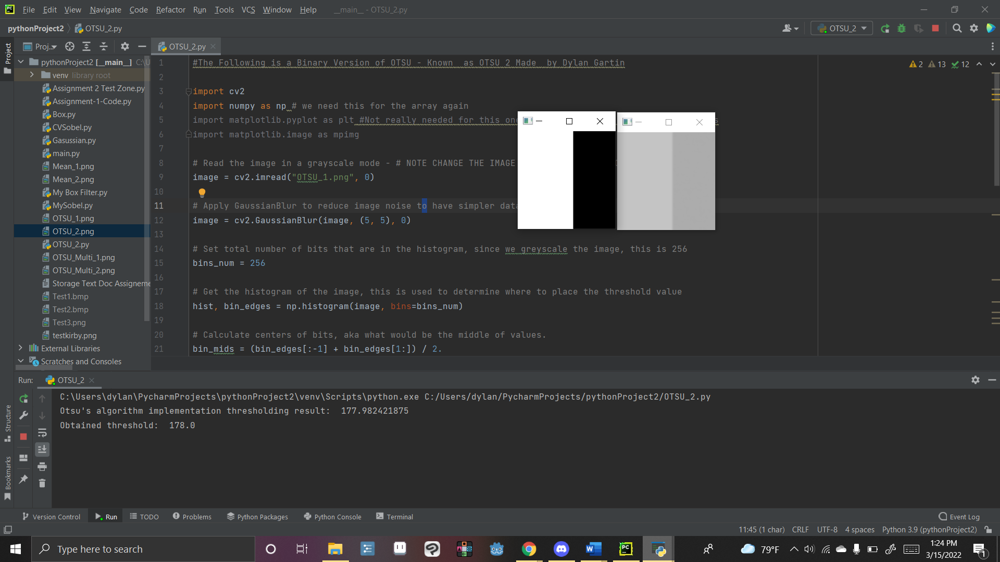 File Edit View Navigate Code Refactor Run Tools VCS Window Help __main__ - OTSU_2.py
pythonProject2 OTSU_2.py OTSU_2
Project
Proj.. OTSU_2.py
pythonProject2 [__main__] C:\U
venv library root
Assignment 2 Test Zone.py
Assignment-1-Code.py
Box.py
CVSobel.py
Gasussian.py
main.py
Mean_1.png
Mean_2.png
My Box Filter.py
MySobel.py
OTSU_1.png
OTSU_2.png
OTSU_2.py
OTSU_Multi_1.png
OTSU_Multi_2.png
Storage Text Doc Assigneme
Test1.bmp
Test2.bmp
Test3.png
testkirby.png
External Libraries
Scratches and Consoles
2 13 12
1 #The Following is a Binary Version of OTSU - Known  as OTSU 2 Made  by Dylan Gartin
2
3 import cv2
4 import numpy as np # we need this for the array again
5 import matplotlib.pyplot as plt #Not really needed for this one
6 import matplotlib.image as mpimg
7
8 # Read the image in a grayscale mode - # NOTE CHANGE THE IMAGE
9 image = cv2.imread("OTSU_1.png", 0)
10
11 # Apply GaussianBlur to reduce image noise to have simpler data
12 image = cv2.GaussianBlur(image, (5, 5), 0)
13
14 # Set total number of bits that are in the histogram, since we greyscale the image, this is 256
15 bins_num = 256
16
17 # Get the histogram of the image, this is used to determine where to place the threshold value
18 hist, bin_edges = np.histogram(image, bins=bins_num)
19
20 # Calculate centers of bits, aka what would be the middle of values.
21 bin_mids = (bin_edges[:-1] + bin_edges[1:]) / 2.
Run: OTSU_2
C:\Users\dylan\PycharmProjects\pythonProject2\venv\Scripts\python.exe C:/Users/dylan/PycharmProjects/pythonProject2/OTSU_2.py
Otsu's algorithm implementation thresholding result:  177.982421875
Obtained threshold:  178.0
Structure
Bookmarks
Version Control Run TODO Problems Python Packages Python Console Terminal Event Log
11:45 (1 char) CRLF UTF-8 4 spaces Python 3.9 (pythonProject2)
Type here to search
79°F
1:24 PM
3/15/2022
1